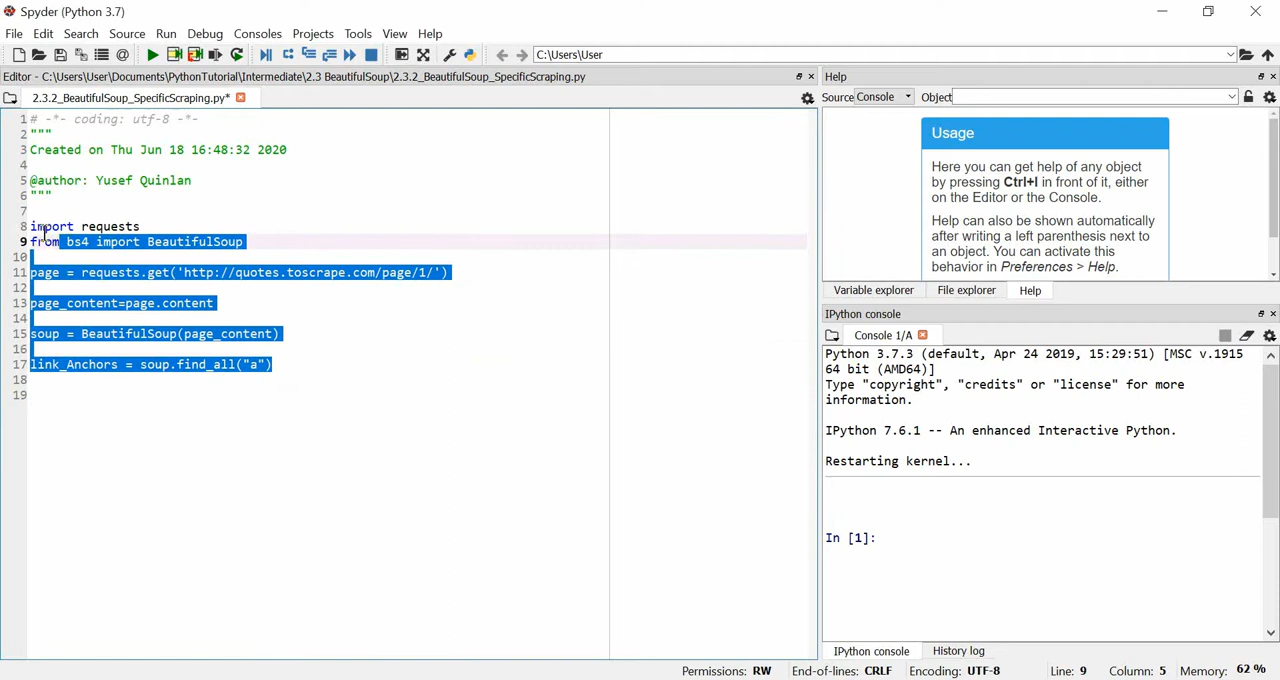 Spyder (Python 3.7)
File Edit Search Source Run Debug Consoles Projects Tools View Help
C:\Users\User
Editor - C:\Users\User\Documents\PythonTutorial\Intermediate\2.3 BeautifulSoup\2.3.2_BeautifulSoup_SpecificScraping.py
2.3.2_BeautifulSoup_SpecificScraping.py*
1 # -*- coding: utf-8 -*-
2 """
3 Created on Thu Jun 18 16:48:32 2020
4
5 @author: Yusef Quinlan
6 """
7
8 import requests
9 from bs4 import BeautifulSoup
10
11 page = requests.get('http://quotes.toscrape.com/page/1/')
12
13 page_content=page.content
14
15 soup = BeautifulSoup(page_content)
16
17 link_Anchors = soup.find_all("a")
18
19
Help
Source Console Object
Usage
Here you can get help of any object
by pressing Ctrl+I in front of it, either
on the Editor or the Console.
Help can also be shown automatically
after writing a left parenthesis next to
an object. You can activate this
behavior in Preferences > Help.
Variable explorer File explorer Help
IPython console
Console 1/A
Python 3.7.3 (default, Apr 24 2019, 15:29:51) [MSC v.1915
64 bit (AMD64)]
Type "copyright", "credits" or "license" for more
information.
IPython 7.6.1 -- An enhanced Interactive Python.
Restarting kernel...
In [1]:
IPython console History log
Permissions: RW End-of-lines: CRLF Encoding: UTF-8 Line: 9 Column: 5 Memory: 62 %